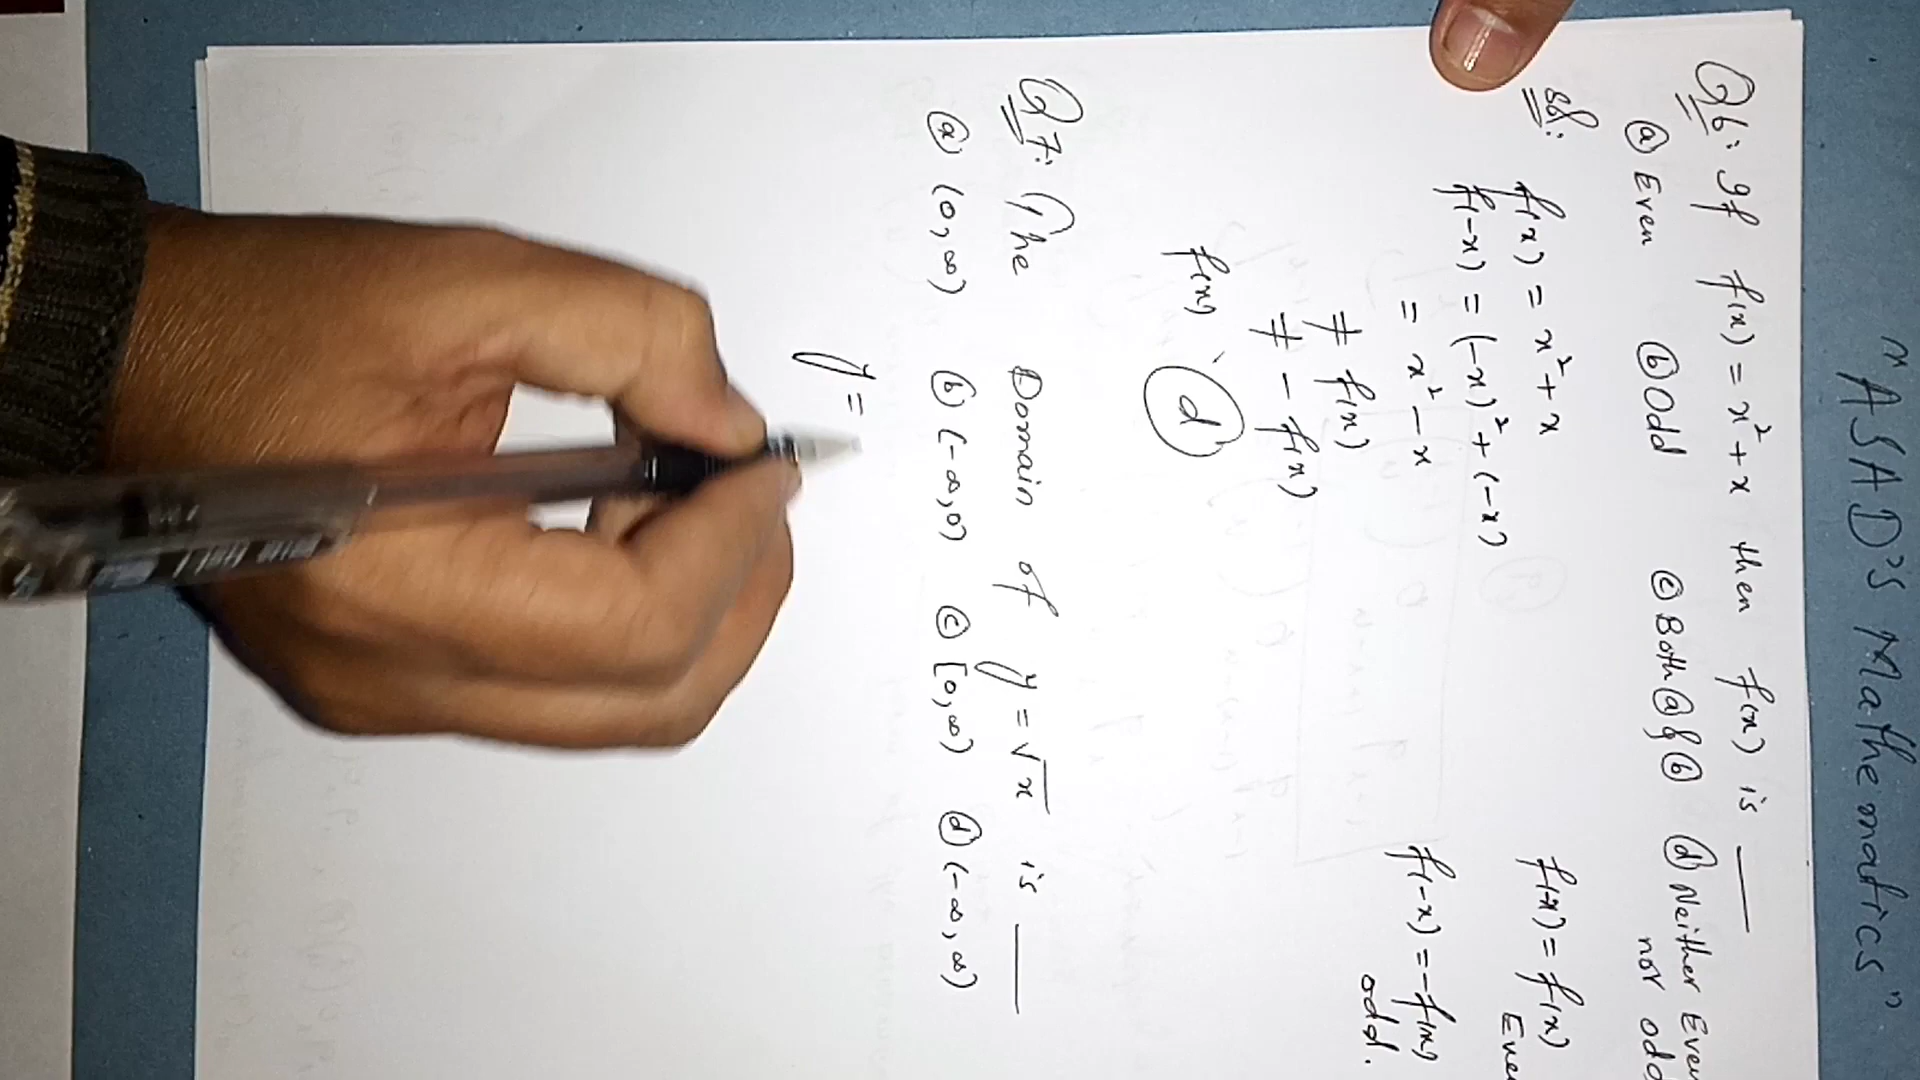 "ASAD's Mathematics"
Q6: If f(x) = x² + x then f(x) is ___
ⓐ Even ⓑ Odd ⓒ Both ⓐ & ⓑ ⓓ Neither Even nor odd
Sol: f(x) = x² + x
f(-x) = (-x)² + (-x)
= x² - x
≠ f(x)
≠ - f(x)
f(x) ⓓ
f(-x) = f(x)
Even
f(-x) = -f(x)
odd.
Q7: The Domain of y = √x is ___
ⓐ (0, ∞) ⓑ (-∞, 0) ⓒ [0, ∞) ⓓ (-∞, ∞)
y =